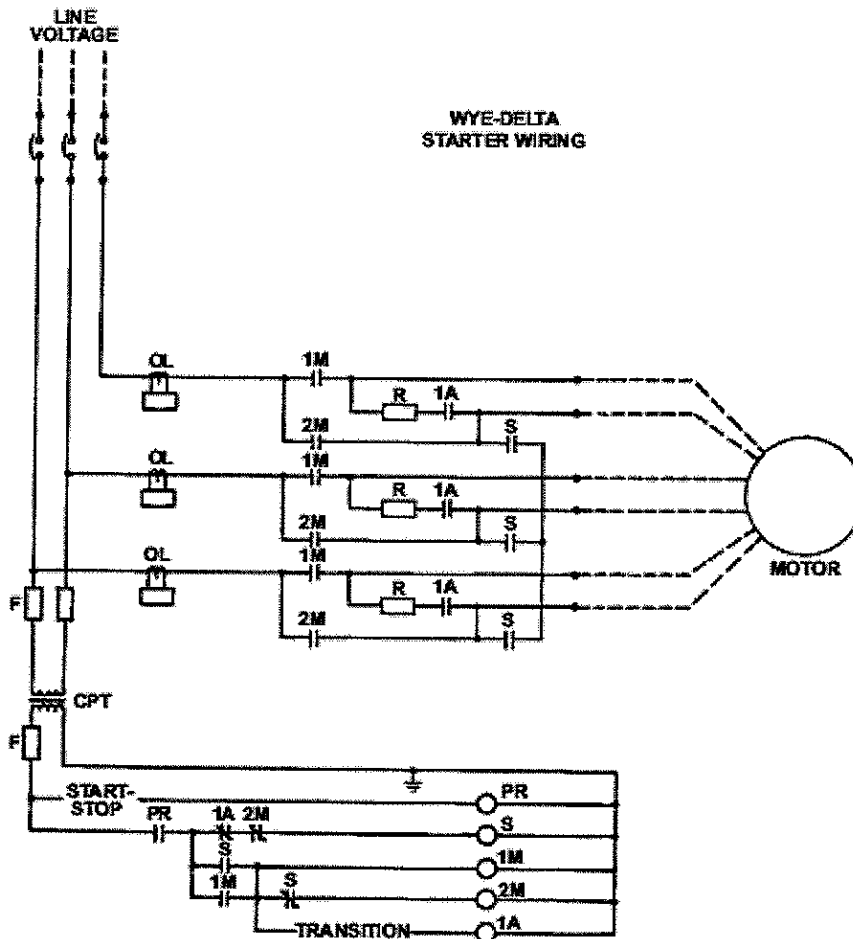 LINE
VOLTAGE
WYE-DELTA
STARTER WIRING
OL
1M
R
1A
2M
S
OL
1M
R
1A
2M
S
OL
1M
R
1A
2M
S
MOTOR
F
CPT
F
START-
STOP
PR
PR
1A
2M
S
S
1M
1M
S
2M
TRANSITION
1A